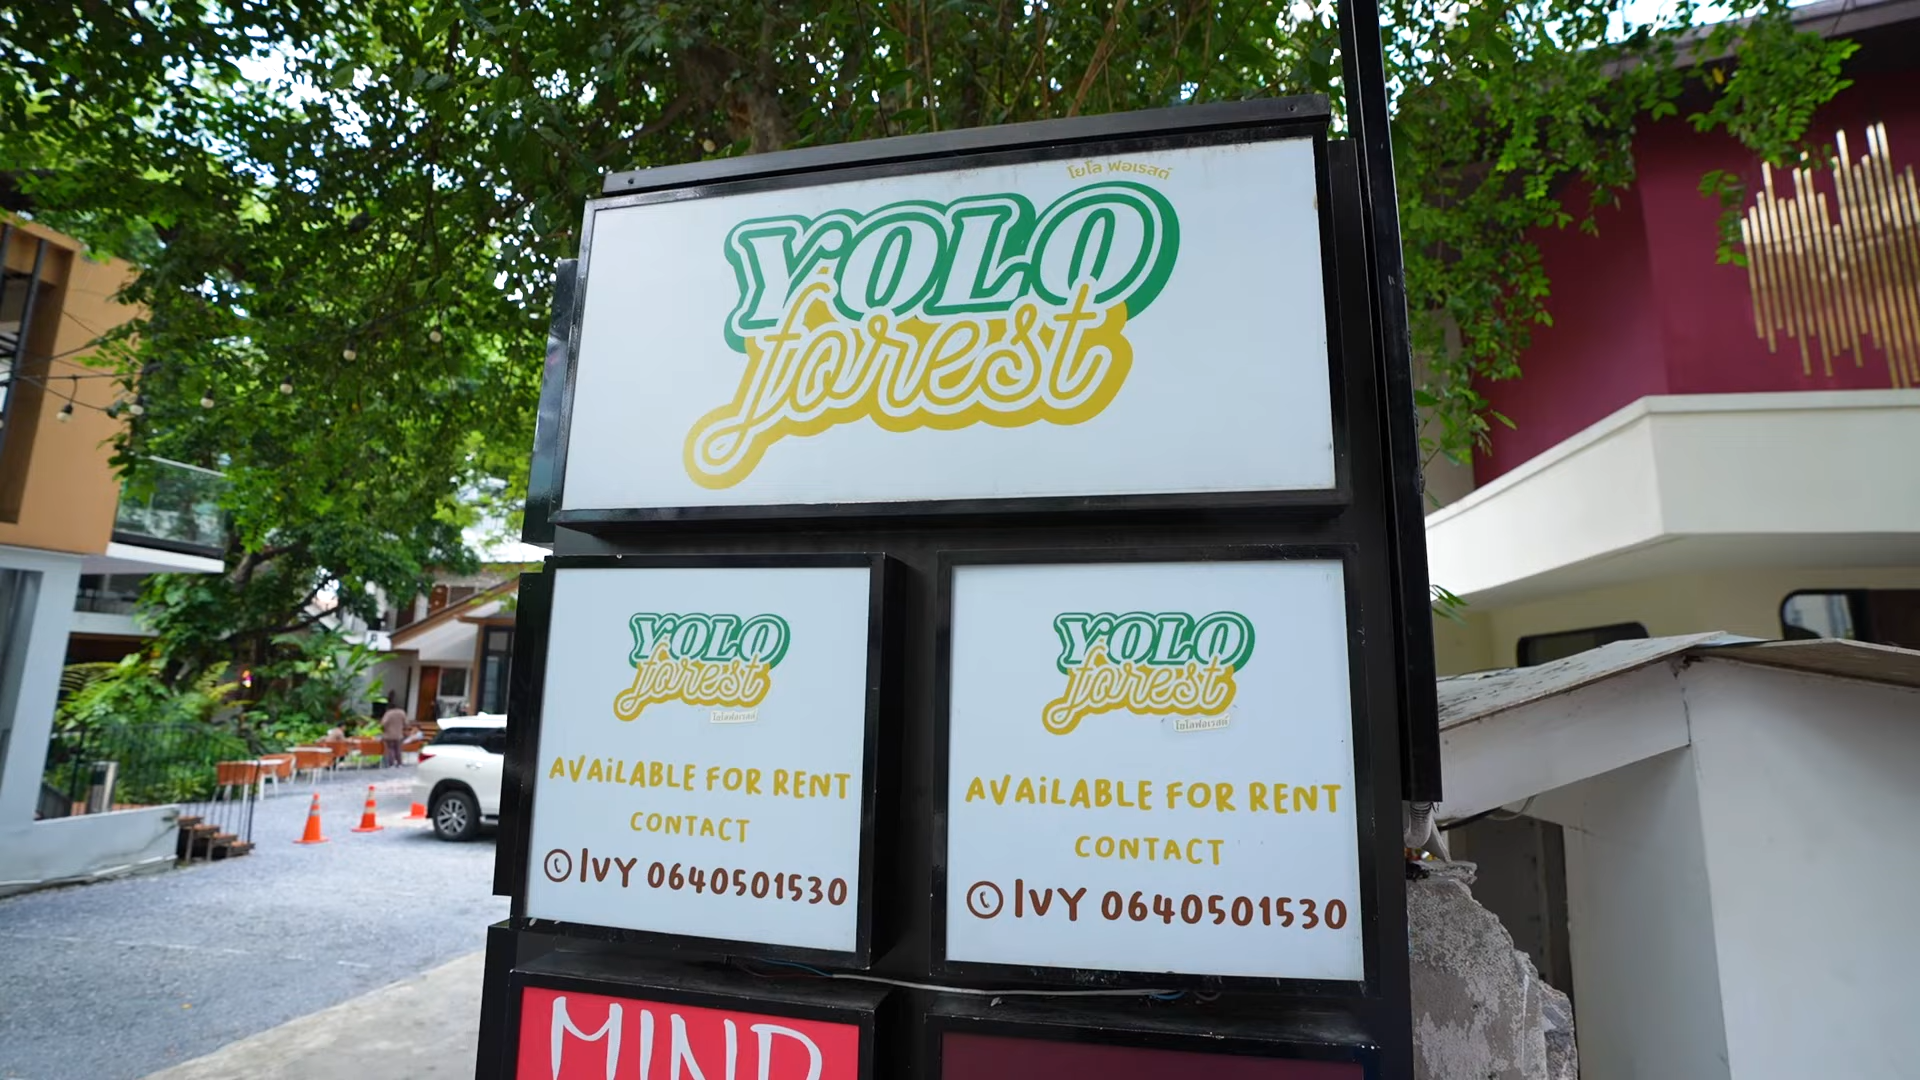 โยโล ฟอเรสต์
YOLO
forest
YOLO
forest
โยโลฟอเรสท์
AVAiLABLE FOR RENT
CONTACT
IVY 0640501530
YOLO
forest
โยโลฟอเรสท์
AVAiLABLE FOR RENT
CONTACT
IVY 0640501530
MIND